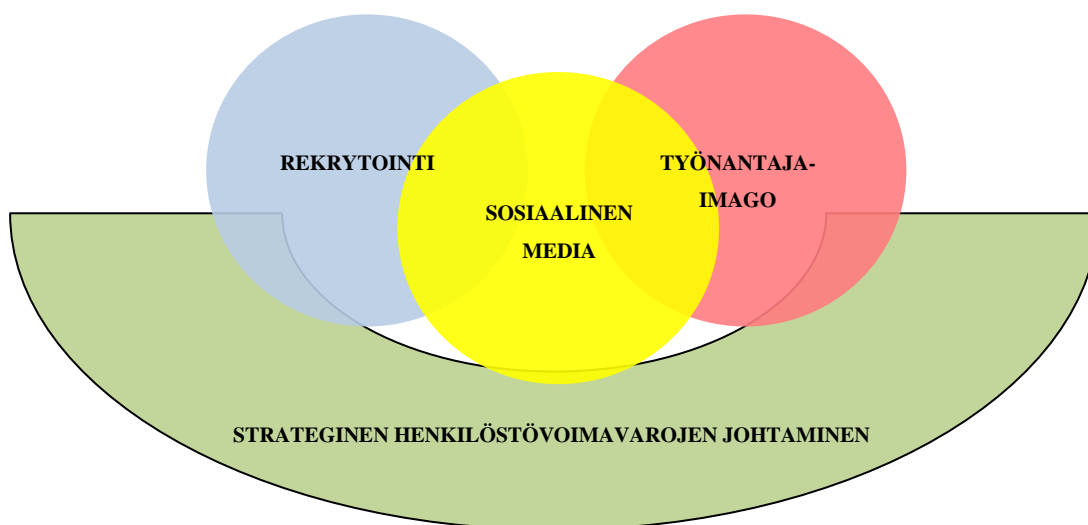 REKRYTOINTI
SOSIAALINEN
MEDIA
TYÖNANTAJA-
IMAGO
STRATEGINEN HENKILÖSTÖVOIMAVAROJEN JOHTAMINEN